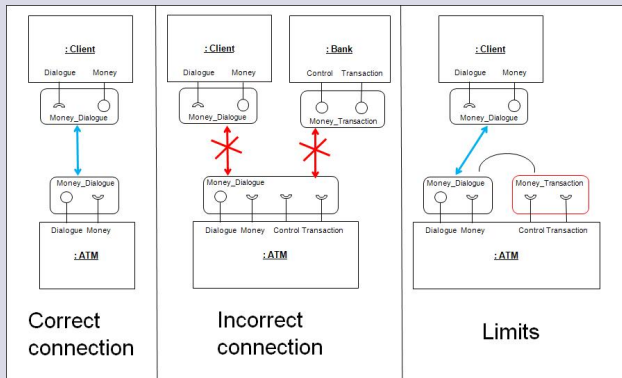 : Client
Dialogue Money
Money_Dialogue
Money_Dialogue
Dialogue Money
: ATM
Correct
connection
: Client
Dialogue Money
Money_Dialogue
: Bank
Control Transaction
Money_Transaction
Money_Dialogue
Dialogue Money Control Transaction
: ATM
Incorrect
connection
: Client
Dialogue Money
Money_Dialogue
Money_Dialogue
Money_Transaction
Dialogue Money Control Transaction
: ATM
Limits